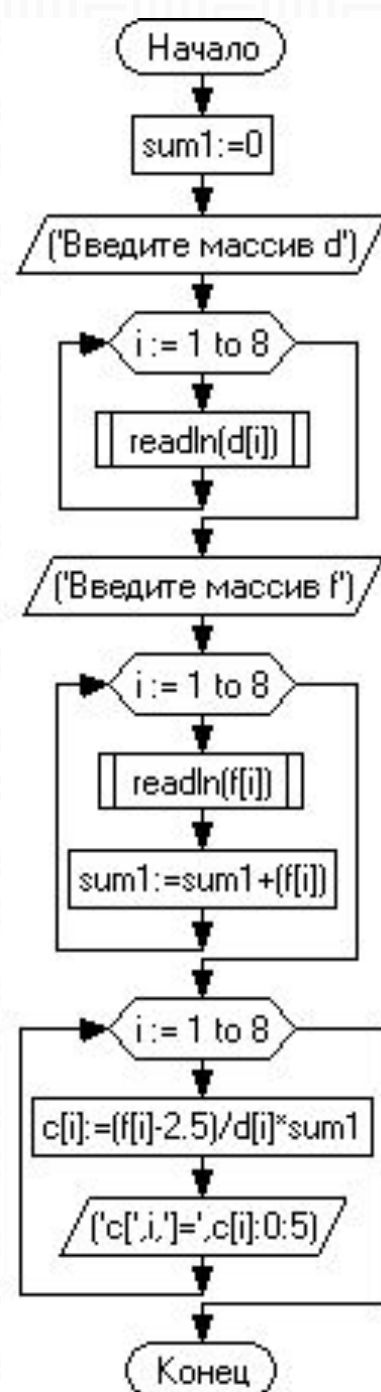 Начало
sum1:=0
('Введите массив d')
i := 1 to 8
readln(d[i])
('Введите массив f')
i := 1 to 8
readln(f[i])
sum1:=sum1+(f[i])
i := 1 to 8
c[i]:=(f[i]-2.5)/d[i]*sum1
('c[',i,']=',c[i]:0:5)
Конец